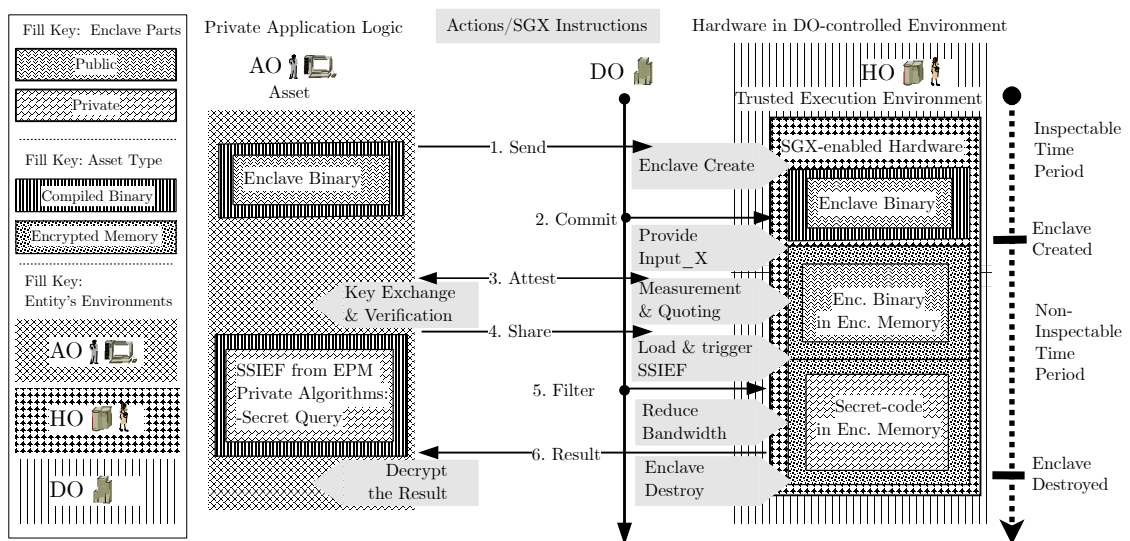 Fill Key: Enclave Parts
Public
Private
Fill Key: Asset Type
Compiled Binary
Encrypted Memory
Fill Key:
Entity's Environments
AO
HO
DO
Private Application Logic
AO
Asset
Enclave Binary
Key Exchange
& Verification
SSIEF from EPM
Private Algorithms:
-Secret Query
Decrypt
the Result
Actions/SGX Instructions
DO
1. Send
Enclave Create
2. Commit
Provide
Input_X
3. Attest
Measurement
& Quoting
4. Share
Load & trigger
SSIEF
5. Filter
Reduce
Bandwidth
6. Result
Enclave
Destroy
Hardware in DO-controlled Environment
HO
Trusted Execution Environment
SGX-enabled Hardware
Enclave Binary
Enc. Binary
in Enc. Memory
Secret-code
in Enc. Memory
Inspectable
Time
Period
Enclave
Created
Non-
Inspectable
Time
Period
Enclave
Destroyed